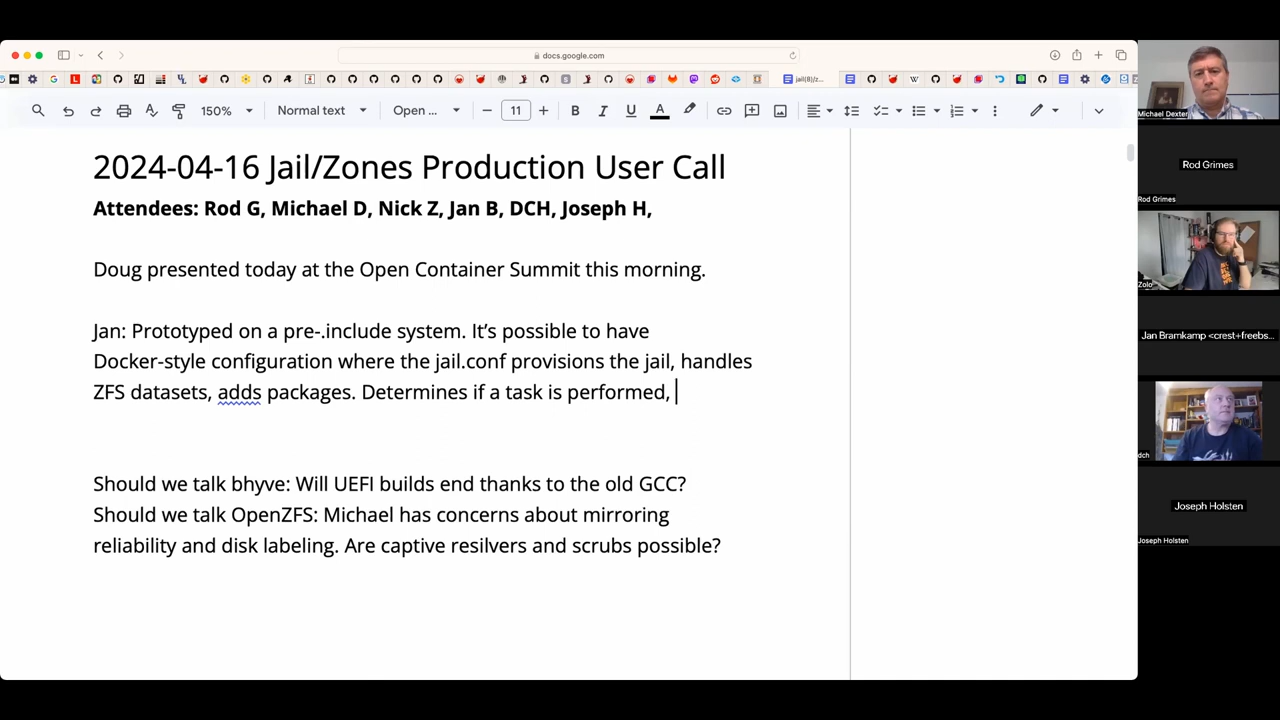 docs.google.com
jail(8)/z...
150%
Normal text
Open ...
11
2024-04-16 Jail/Zones Production User Call
Attendees: Rod G, Michael D, Nick Z, Jan B, DCH, Joseph H,
Doug presented today at the Open Container Summit this morning.
Jan: Prototyped on a pre-.include system. It's possible to have
Docker-style configuration where the jail.conf provisions the jail, handles
ZFS datasets, adds packages. Determines if a task is performed,
Should we talk bhyve: Will UEFI builds end thanks to the old GCC?
Should we talk OpenZFS: Michael has concerns about mirroring
reliability and disk labeling. Are captive resilvers and scrubs possible?
Michael Dexter
Rod Grimes
Rod Grimes
Zolo
Jan Bramkamp <crest+freebs...
dch
Joseph Holsten
Joseph Holsten